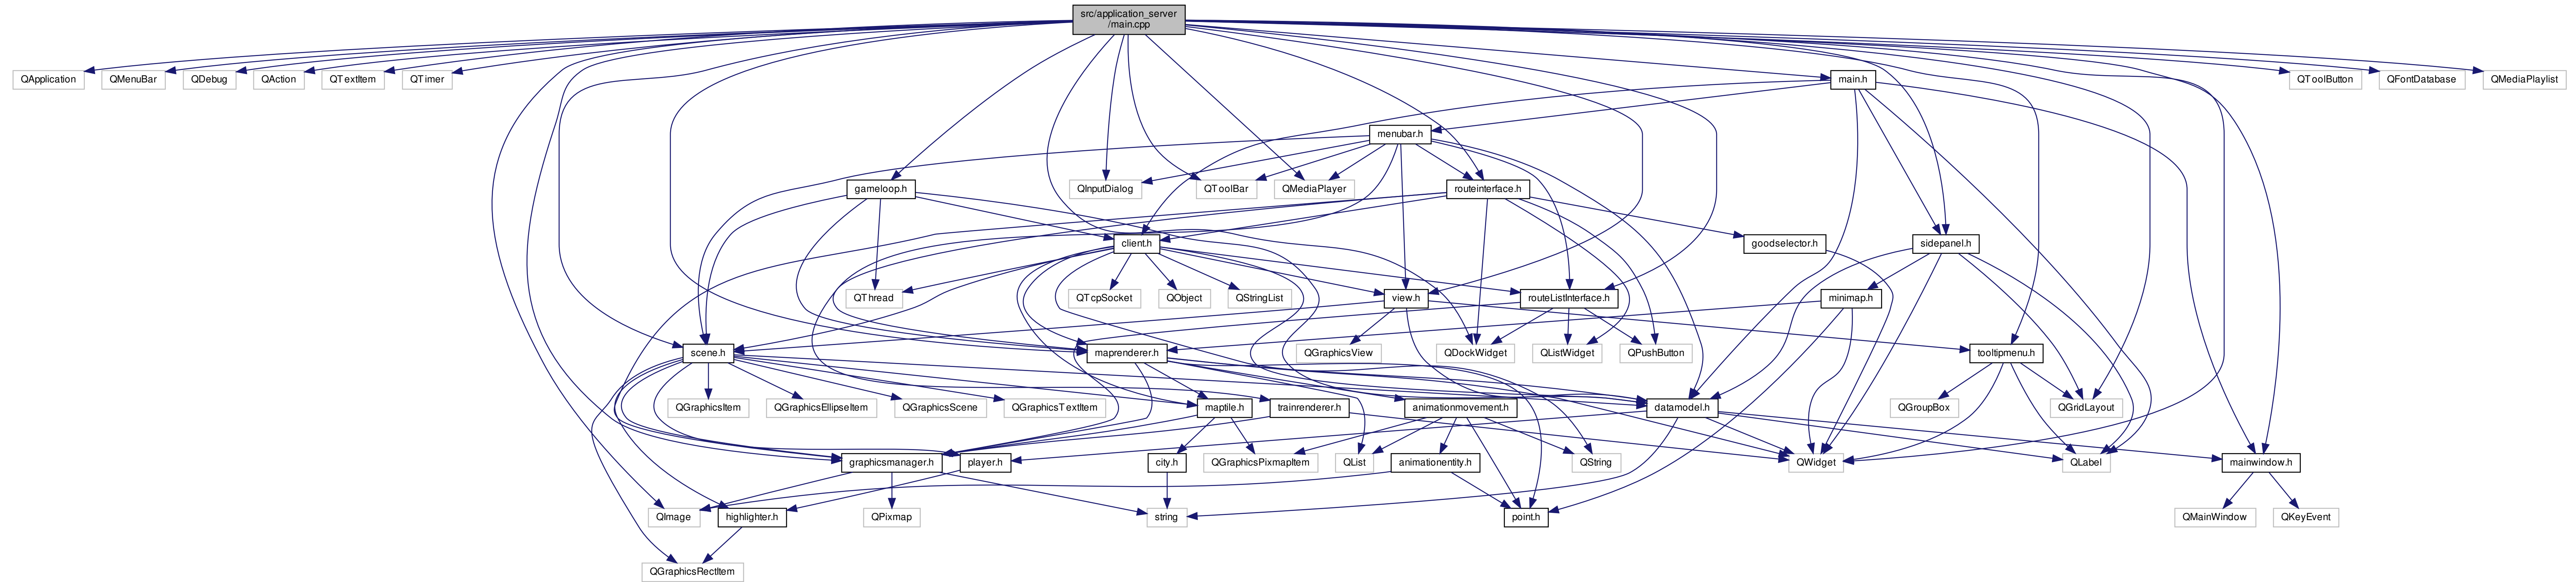 src/application_server
/main.cpp
QApplication
QMenuBar
QDebug
QAction
QTextItem
QTimer
main.h
QToolButton
QFontDatabase
QMediaPlaylist
menubar.h
gameloop.h
QInputDialog
QToolBar
QMediaPlayer
routeinterface.h
client.h
goodselector.h
sidepanel.h
QThread
QTcpSocket
QObject
QStringList
view.h
routeListInterface.h
minimap.h
scene.h
maprenderer.h
QGraphicsView
QDockWidget
QListWidget
QPushButton
tooltipmenu.h
QGraphicsItem
QGraphicsEllipseItem
QGraphicsScene
QGraphicsTextItem
maptile.h
trainrenderer.h
animationmovement.h
datamodel.h
QGroupBox
QGridLayout
graphicsmanager.h
player.h
city.h
QGraphicsPixmapItem
QList
animationentity.h
QString
QWidget
QLabel
mainwindow.h
QImage
highlighter.h
QPixmap
string
point.h
QMainWindow
QKeyEvent
QGraphicsRectItem